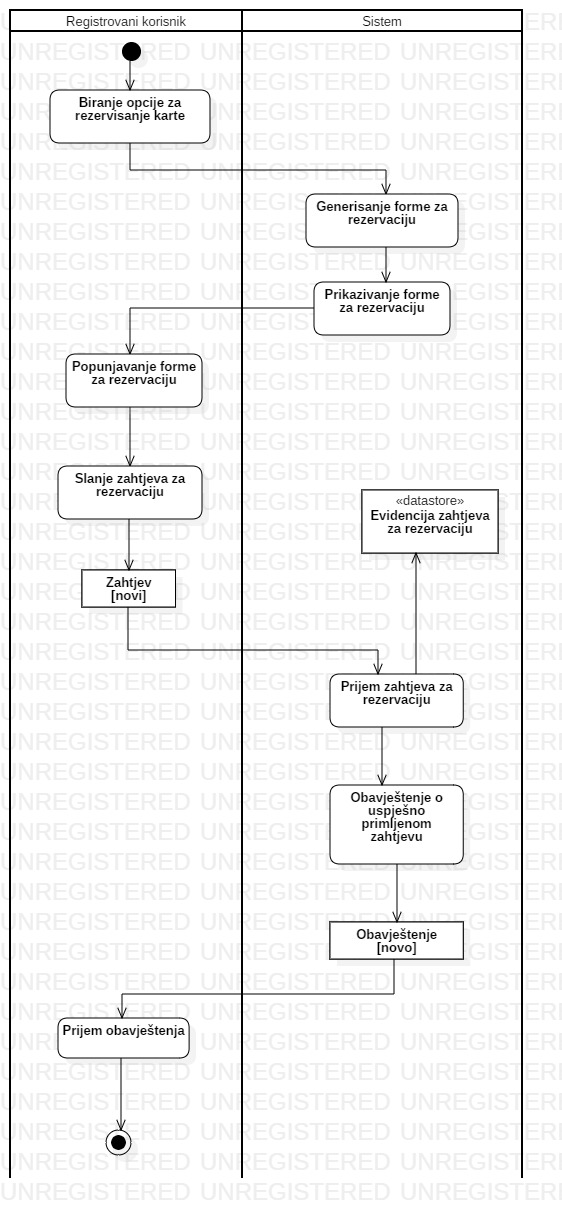 Registrovani korisnik
Sistem
Biranje opcije za
rezervisanje karte
Generisanje forme za
rezervaciju
Prikazivanje forme
za rezervaciju
Popunjavanje forme
za rezervaciju
Slanje zahtjeva za
rezervaciju
«datastore»
Evidencija zahtjeva
za rezervaciju
Zahtjev
[novi]
Prijem zahtjeva za
rezervaciju
Obavještenje o
uspješno
primljenom
zahtjevu
Obavještenje
[novo]
Prijem obavještenja
UNREGISTERED UNREGISTERED UNREGISTERED